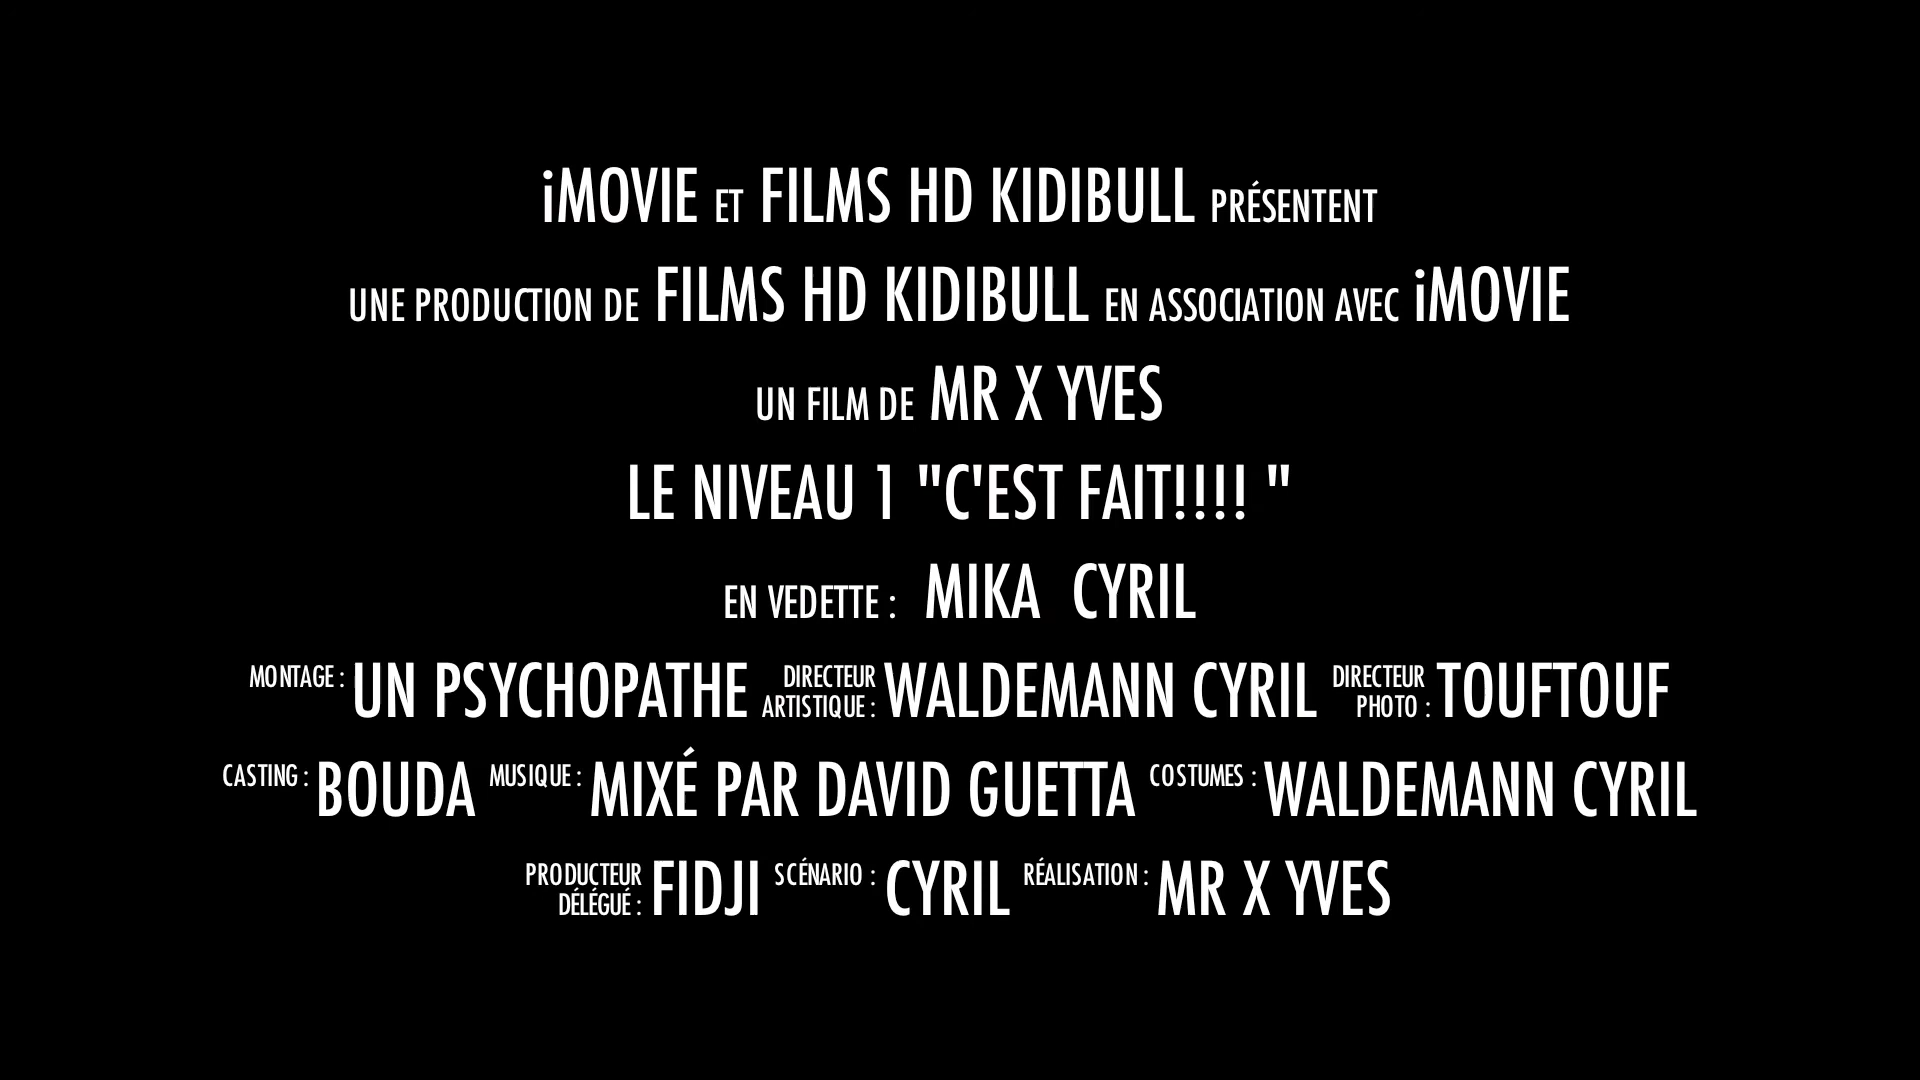 iMOVIE ET FILMS HD KIDIBULL PRÉSENTENT
UNE PRODUCTION DE FILMS HD KIDIBULL EN ASSOCIATION AVEC iMOVIE
UN FILM DE MR X YVES
LE NIVEAU 1 "C'EST FAIT!!!! "
EN VEDETTE : MIKA CYRIL
MONTAGE : UN PSYCHOPATHE DIRECTEUR ARTISTIQUE : WALDEMANN CYRIL DIRECTEUR PHOTO : TOUFTOUF
CASTING : BOUDA MUSIQUE : MIXÉ PAR DAVID GUETTA COSTUMES : WALDEMANN CYRIL
PRODUCTEUR DÉLÉGUÉ : FIDJI SCÉNARIO : CYRIL RÉALISATION : MR X YVES